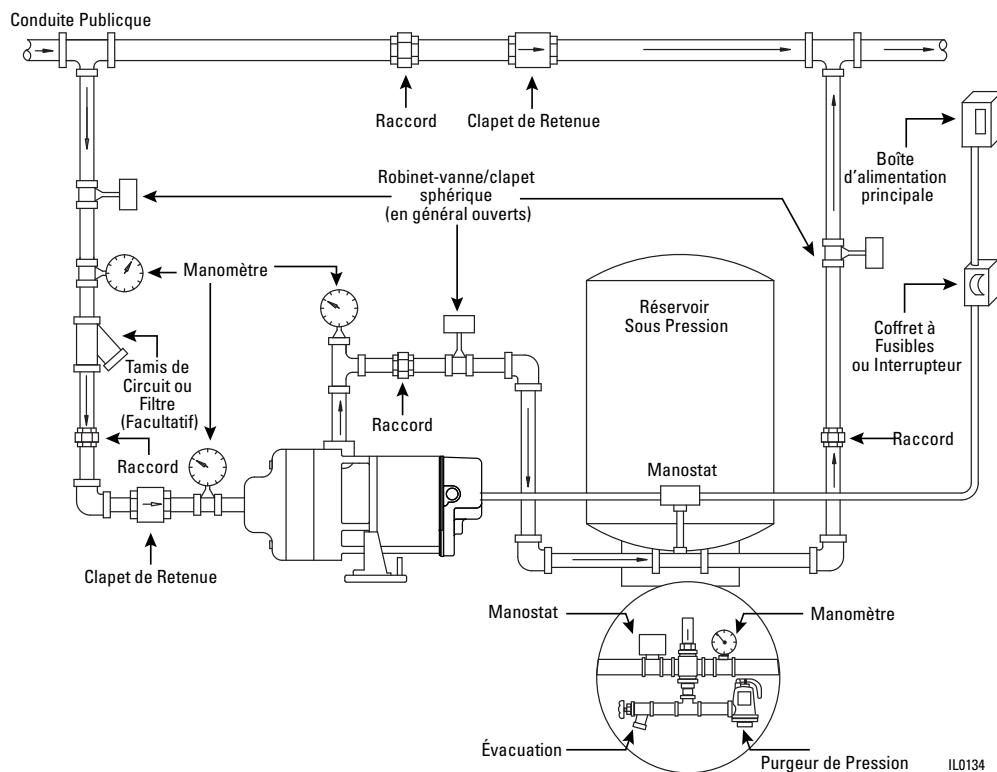 Conduite Publicque
Raccord
Clapet de Retenue
Boîte
d'alimentation
principale
Robinet-vanne/clapet
sphérique
(en général ouverts)
Manomètre
Réservoir
Sous Pression
Coffret à
Fusibles
ou Interrupteur
Tamis de
Circuit ou
Filtre
(Facultatif)
Raccord
Raccord
Raccord
Manostat
Clapet de Retenue
Manostat
Manomètre
Évacuation
Purgeur de Pression
IL0134